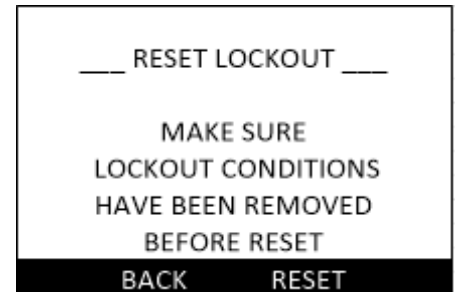 ___ RESET LOCKOUT ___
MAKE SURE
LOCKOUT CONDITIONS
HAVE BEEN REMOVED
BEFORE RESET
BACK RESET